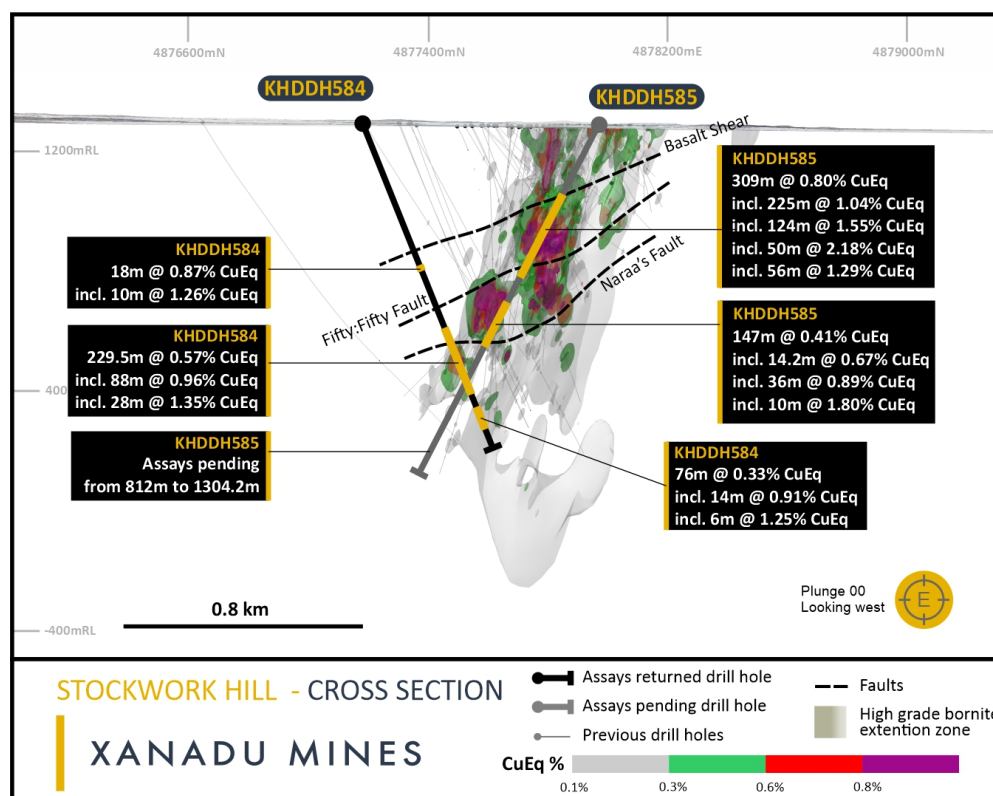 4876600mN
4877400mN
4878200mE
4879000mN
KHDDH584
KHDDH585
1200mRL
Basalt Shear
KHDDH585
309m @ 0.80% CuEq
incl. 225m @ 1.04% CuEq
incl. 124m @ 1.55% CuEq
incl. 50m @ 2.18% CuEq
incl. 56m @ 1.29% CuEq
KHDDH584
18m @ 0.87% CuEq
incl. 10m @ 1.26% CuEq
Naraa's Fault
Fifty:Fifty Fault
KHDDH585
147m @ 0.41% CuEq
incl. 14.2m @ 0.67% CuEq
incl. 36m @ 0.89% CuEq
incl. 10m @ 1.80% CuEq
KHDDH584
229.5m @ 0.57% CuEq
incl. 88m @ 0.96% CuEq
incl. 28m @ 1.35% CuEq
400
KHDDH585
Assays pending
from 812m to 1304.2m
KHDDH584
76m @ 0.33% CuEq
incl. 14m @ 0.91% CuEq
incl. 6m @ 1.25% CuEq
0.8 km
Plunge 00
Looking west
E
-400mRL
STOCKWORK HILL - CROSS SECTION
XANADU MINES
Assays returned drill hole
Assays pending drill hole
Previous drill holes
Faults
High grade bornite
extention zone
CuEq %
0.1%
0.3%
0.6%
0.8%